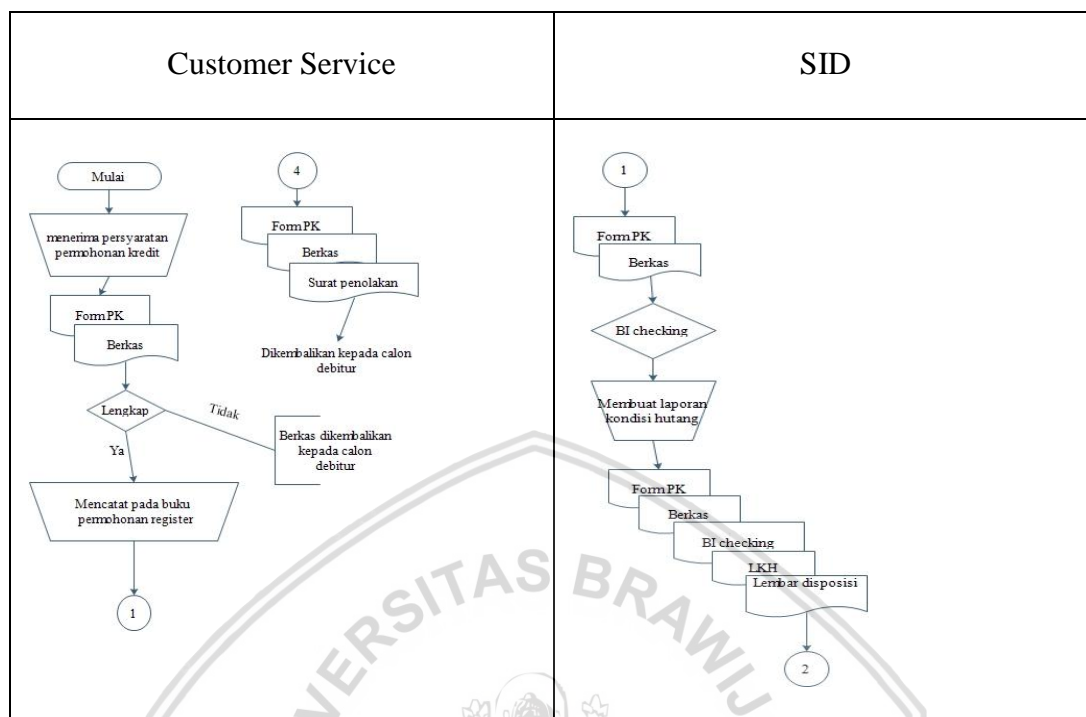 Customer Service
SID
Mulai
menerima persyaratan
permohonan kredit
Form PK
Berkas
Lengkap
Tidak
Ya
Berkas dikembalikan
kepada calon
debitur
Mencatat pada buku
permohonan register
1
4
Form PK
Berkas
Surat penolakan
Dikembalikan kepada calon
debitur
1
Form PK
Berkas
BI checking
Membuat laporan
kondisi hutang
Form PK
Berkas
BI checking
LKH
Lembar disposisi
2
VERSITAS BRAWIJ